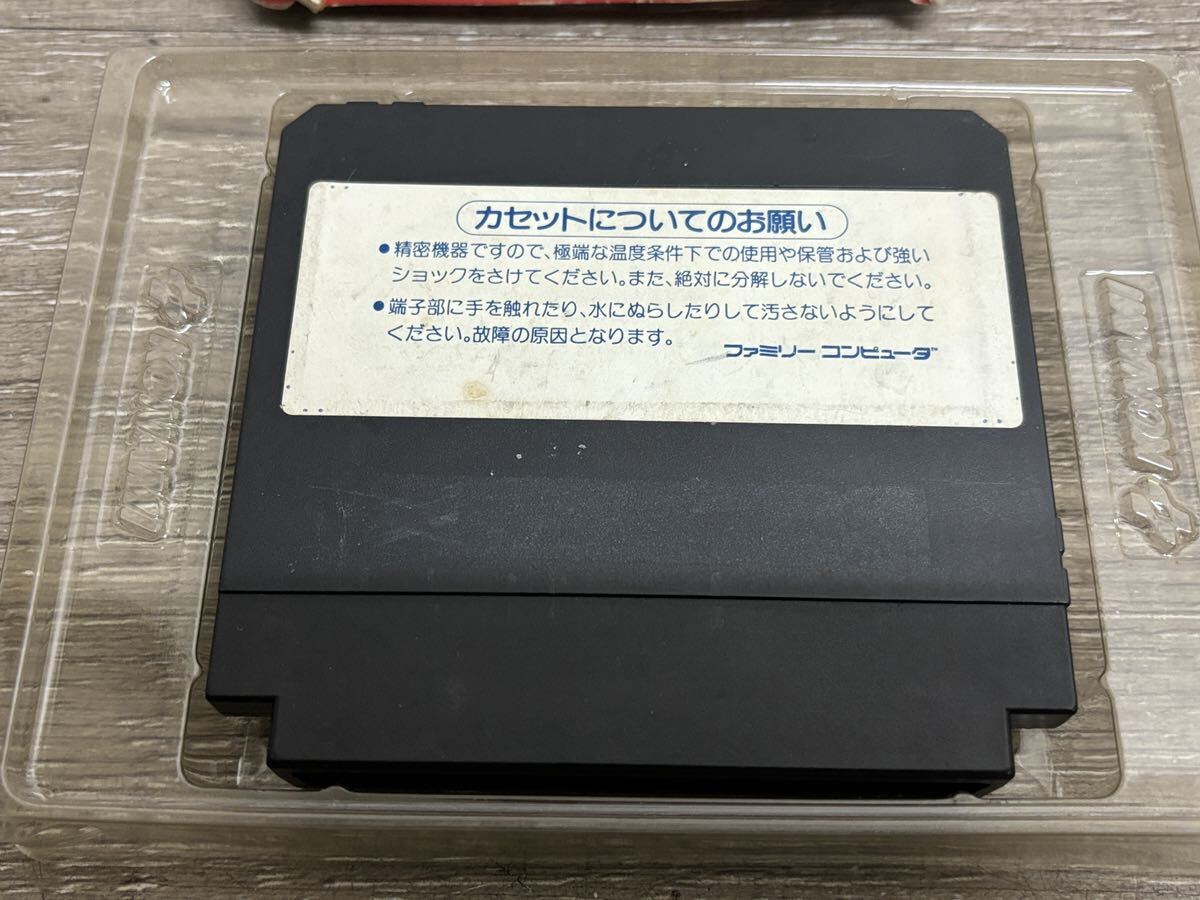 カセットについてのお願い
●精密機器ですので、極端な温度条件下での使用や保管および強い
ショックをさけてください。また、絶対に分解しないでください。
●端子部に手を触れたり、水にぬらしたりして汚さないようにして
ください。故障の原因となります。
ファミリー コンピュータ™